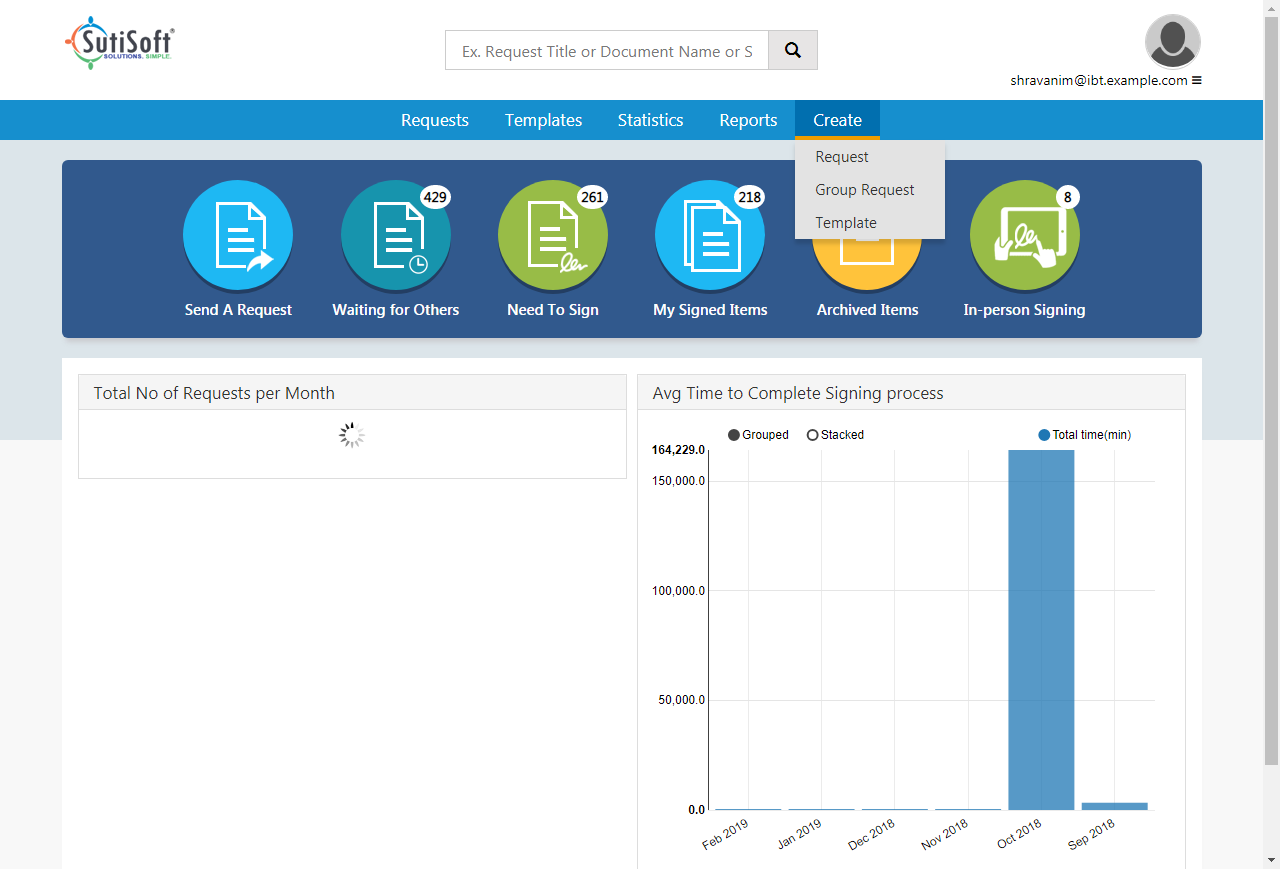 SutiSoft®
SOLUTIONS. SIMPLE.
Ex. Request Title or Document Name or S
shravanim@ibt.example.com
Requests
Templates
Statistics
Reports
Create
Request
Group Request
Template
429
261
218
8
Send A Request
Waiting for Others
Need To Sign
My Signed Items
Archived Items
In-person Signing
Total No of Requests per Month
Avg Time to Complete Signing process
Grouped
Stacked
Total time(min)
164,229.0
150,000.0
100,000.0
50,000.0
0.0
Feb 2019
Jan 2019
Dec 2018
Nov 2018
Oct 2018
Sep 2018